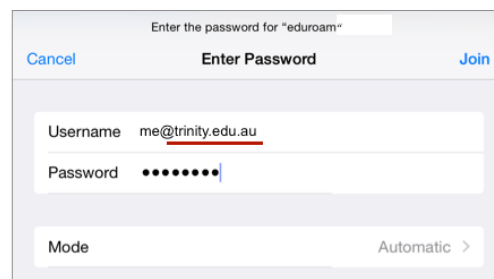 Enter the password for "eduroam"
Cancel Enter Password Join
Username me@trinity.edu.au
Password ••••••••
Mode Automatic >